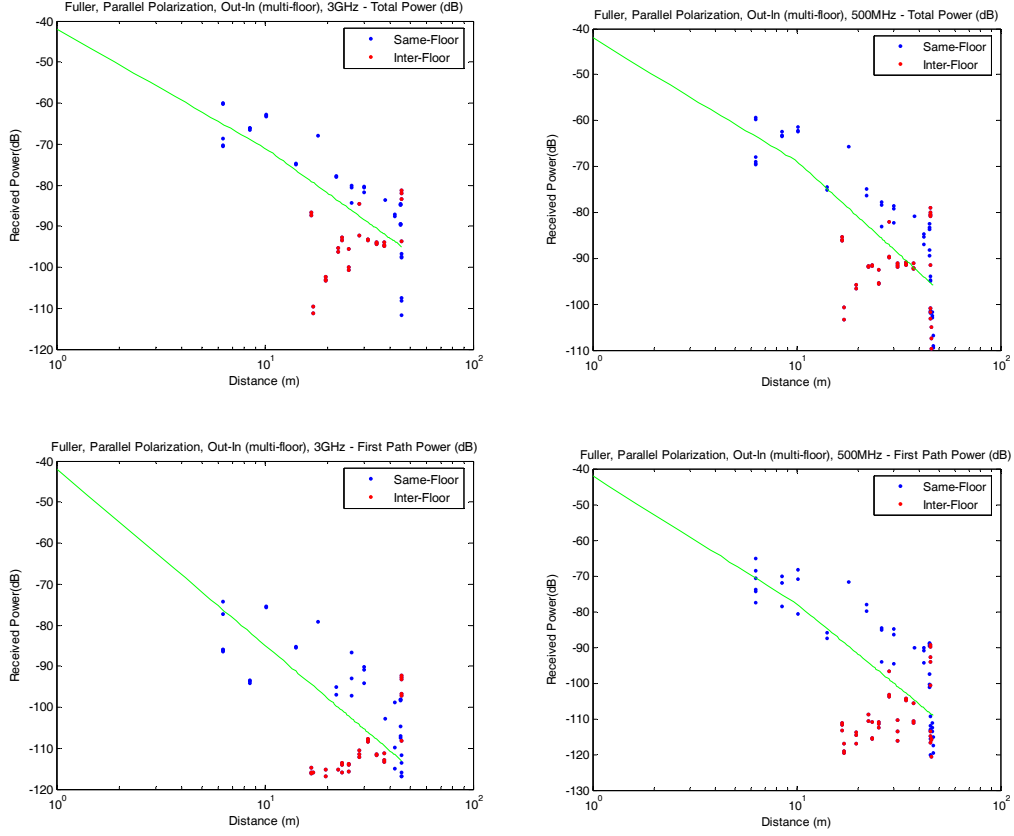 Fuller, Parallel Polarization, Out-In (multi-floor), 3GHz - Total Power (dB)
-40
-50
-60
-70
-80
-90
-100
-110
-120
Received Power(dB)
10^0
10^1
10^2
Distance (m)
Same-Floor
Inter-Floor
Fuller, Parallel Polarization, Out-In (multi-floor), 500MHz - Total Power (dB)
-40
-50
-60
-70
-80
-90
-100
-110
Received Power(dB)
10^0
10^1
10^2
Distance (m)
Same-Floor
Inter-Floor
Fuller, Parallel Polarization, Out-In (multi-floor), 3GHz - First Path Power (dB)
-40
-50
-60
-70
-80
-90
-100
-110
-120
Received Power(dB)
10^0
10^1
10^2
Distance (m)
Same-Floor
Inter-Floor
Fuller, Parallel Polarization, Out-In (multi-floor), 500MHz - First Path Power (dB)
-40
-50
-60
-70
-80
-90
-100
-110
-120
-130
Received Power(dB)
10^0
10^1
10^2
Distance (m)
Same-Floor
Inter-Floor